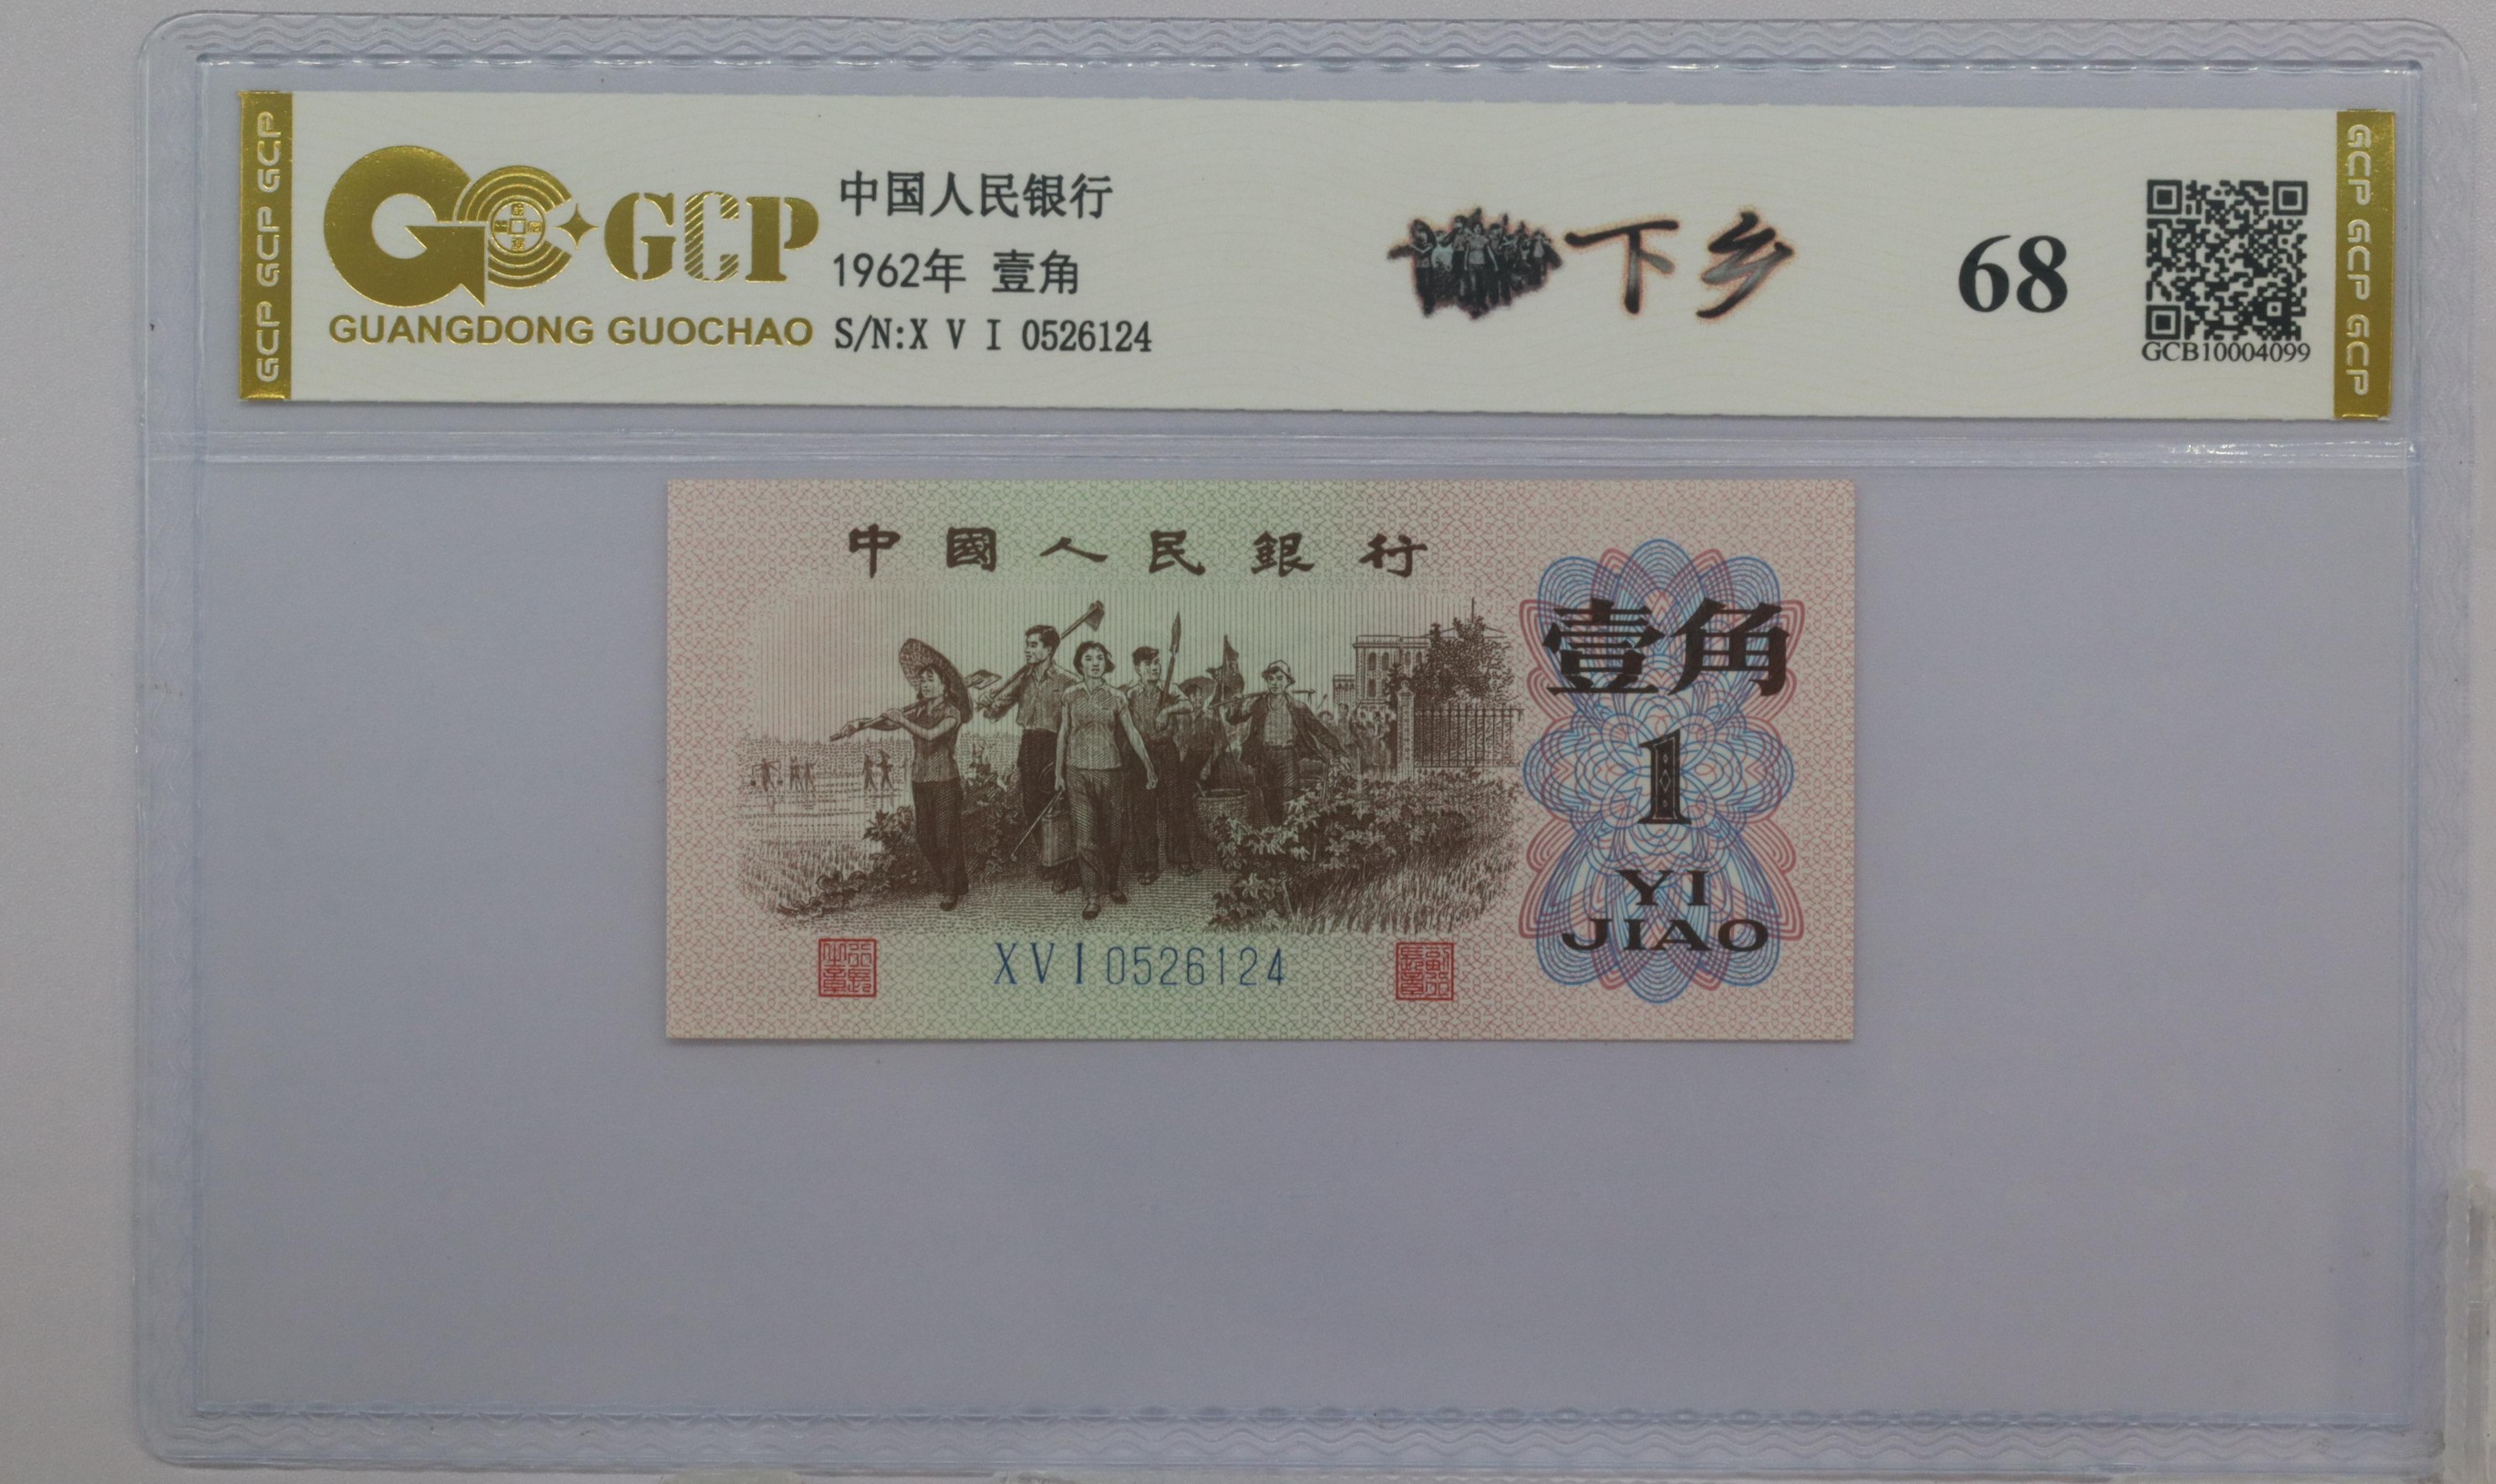 GCP GCP GCP
GCP
GUANGDONG GUOCHAO
中国人民银行
1962年 壹角
S/N:X V I 0526124
下乡
68
GCB10004099
GCP GCP GCP
中國人民銀行
壹角
1
YI
JIAO
X V I 0526124